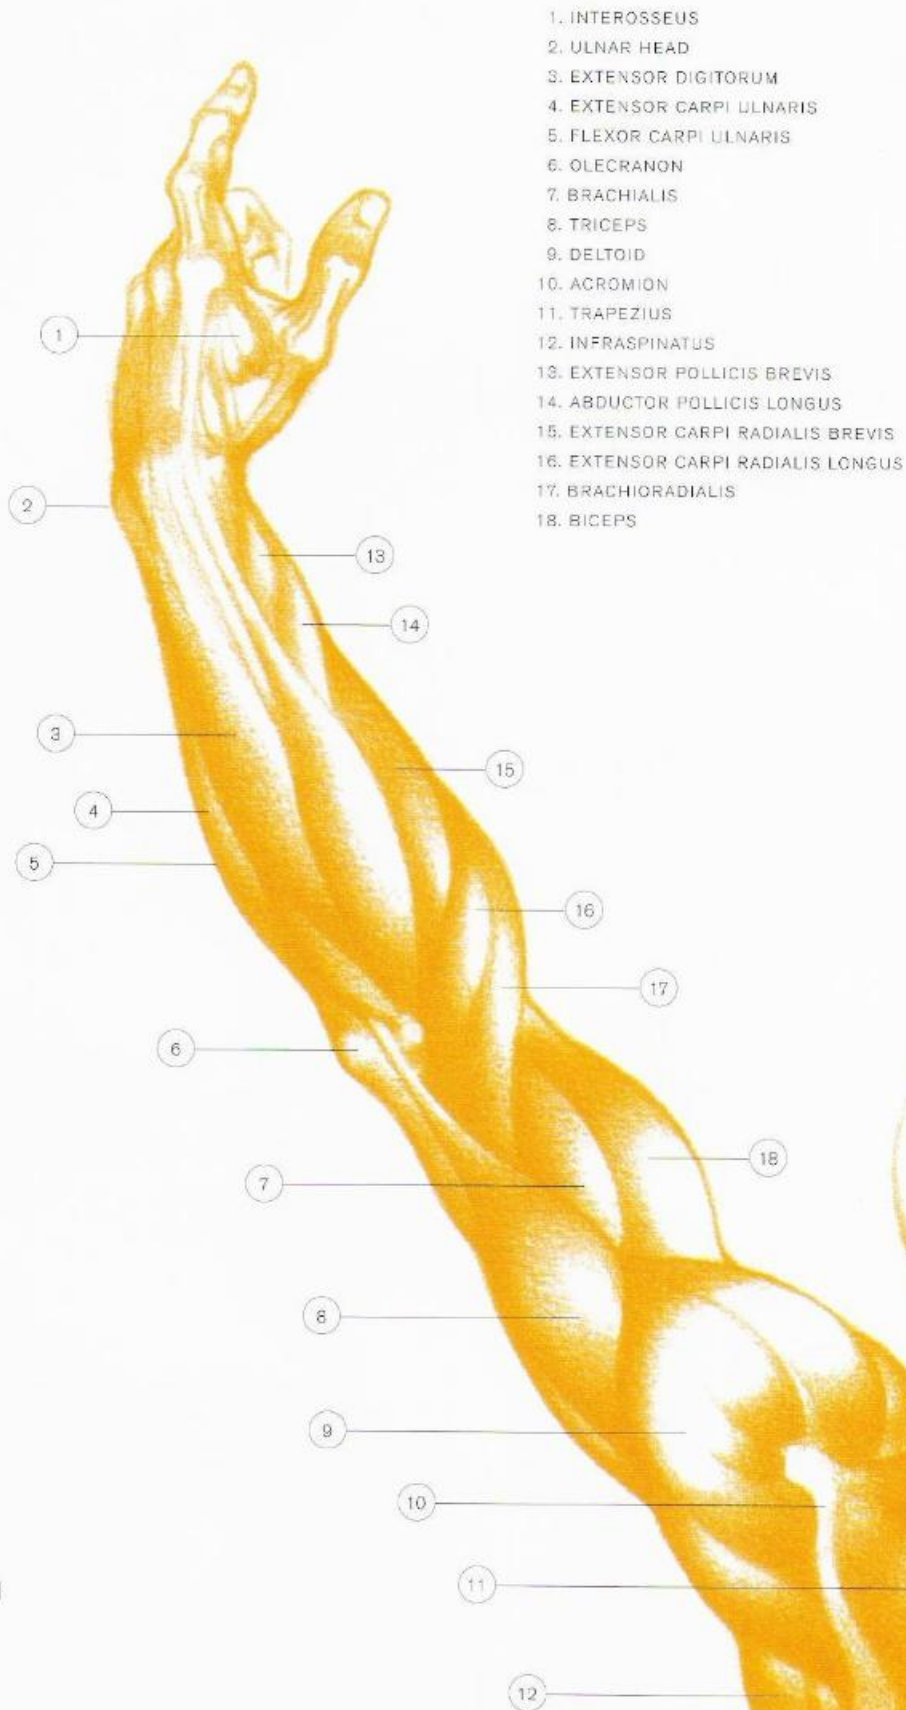 1. INTEROSSEUS
2. ULNAR HEAD
3. EXTENSOR DIGITORUM
4. EXTENSOR CARPI ULNARIS
5. FLEXOR CARPI ULNARIS
6. OLECRANON
7. BRACHIALIS
8. TRICEPS
9. DELTOID
10. ACROMION
11. TRAPEZIUS
12. INFRASPINATUS
13. EXTENSOR POLLICIS BREVIS
14. ABDUCTOR POLLICIS LONGUS
15. EXTENSOR CARPI RADIALIS BREVIS
16. EXTENSOR CARPI RADIALIS LONGUS
17. BRACHIORADIALIS
18. BICEPS
1
2
13
14
3
15
4
5
16
17
6
18
7
8
9
10
11
12